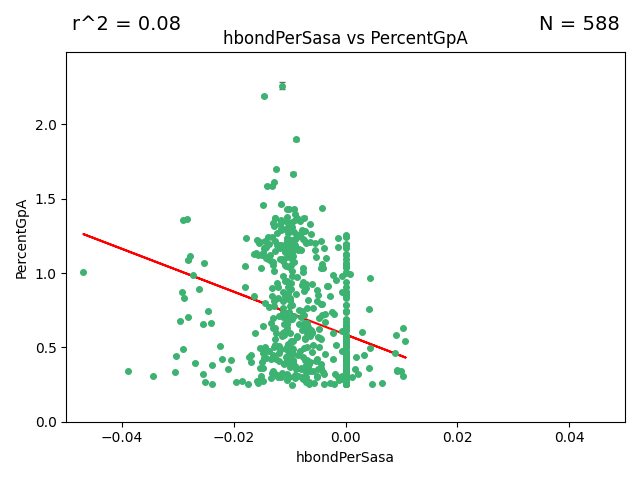 r^2 = 0.08
N = 588
hbondPerSasa vs PercentGpA
PercentGpA
2.0
1.5
1.0
0.5
0.0
−0.04
−0.02
0.00
0.02
0.04
hbondPerSasa